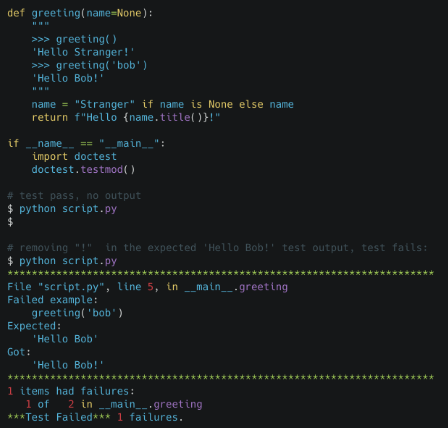 def greeting(name=None):
    """
    >>> greeting()
    'Hello Stranger!'
    >>> greeting('bob')
    'Hello Bob!'
    """
    name = "Stranger" if name is None else name
    return f"Hello {name.title()}!"

if __name__ == "__main__":
    import doctest
    doctest.testmod()

# test pass, no output
$ python script.py
$

# removing "!"  in the expected 'Hello Bob!' test output, test fails:
$ python script.py
**********************************************************************
File "script.py", line 5, in __main__.greeting
Failed example:
    greeting('bob')
Expected:
    'Hello Bob'
Got:
    'Hello Bob!'
**********************************************************************
1 items had failures:
   1 of   2 in __main__.greeting
***Test Failed*** 1 failures.